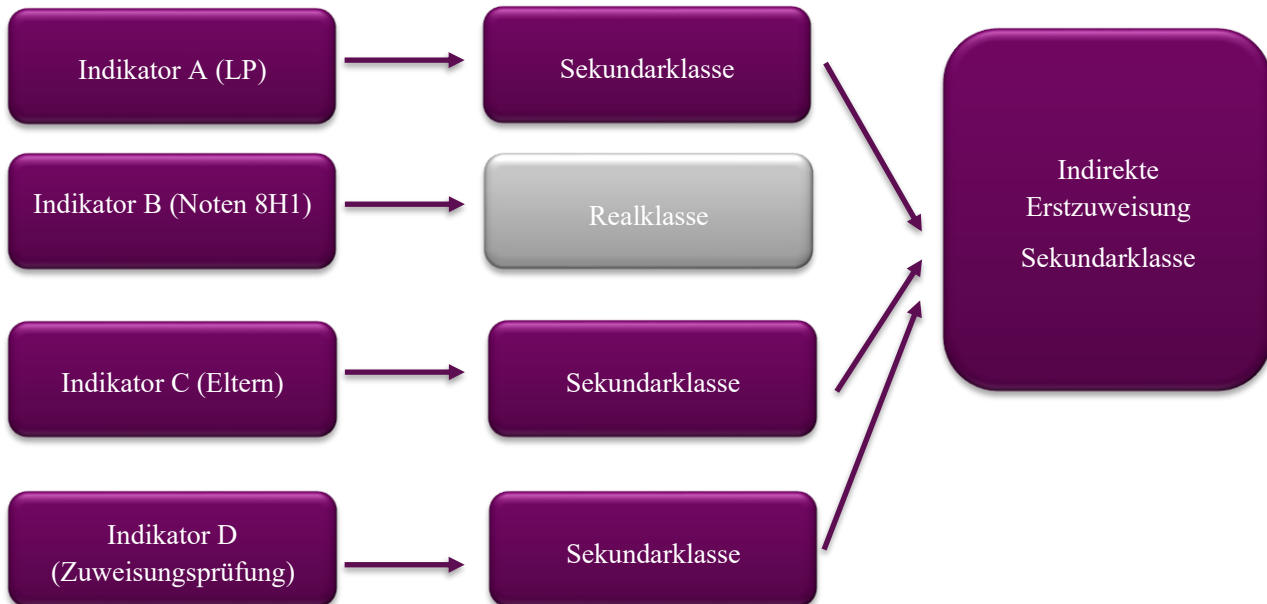 Indikator A (LP)
Sekundarklasse
Indikator B (Noten 8H1)
Realklasse
Indikator C (Eltern)
Sekundarklasse
Indikator D
(Zuweisungsprüfung)
Sekundarklasse
Indirekte
Erstzuweisung
Sekundarklasse